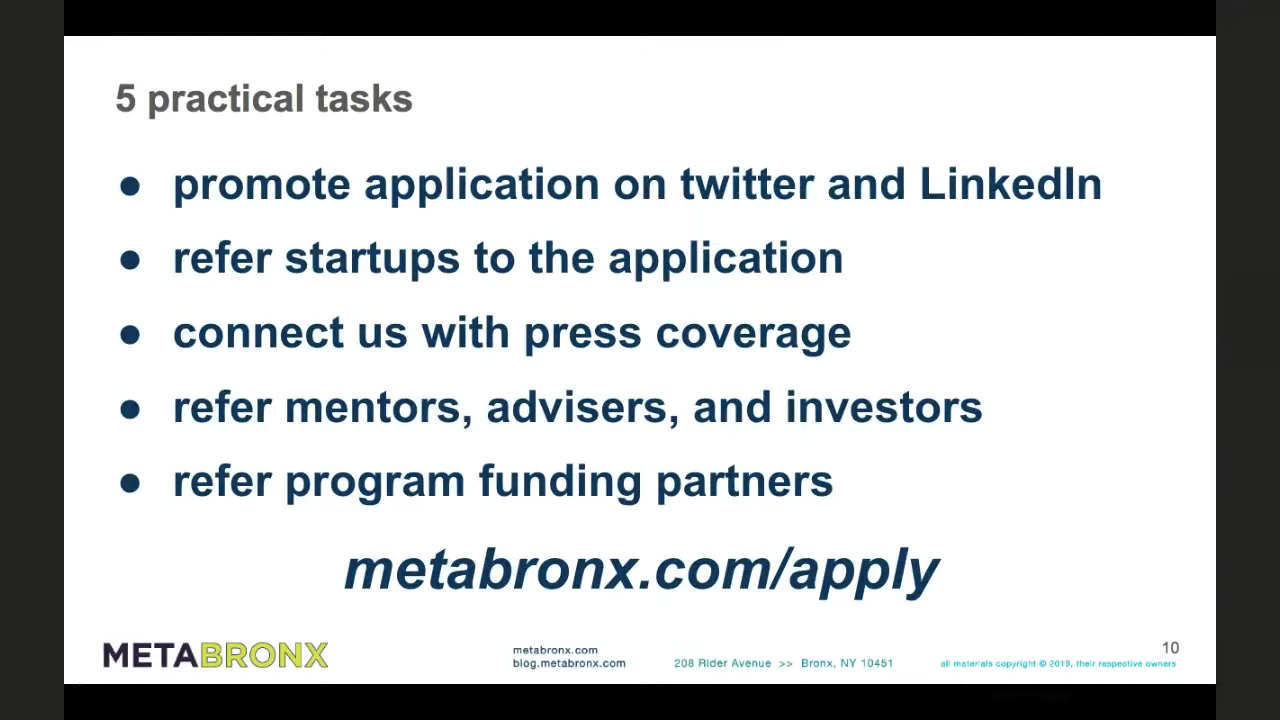 5 practical tasks
● promote application on twitter and LinkedIn
● refer startups to the application
● connect us with press coverage
● refer mentors, advisers, and investors
● refer program funding partners
metabronx.com/apply
METABRONX
metabronx.com
blog.metabronx.com
208 Rider Avenue >> Bronx, NY 10451
10
all materials copyright © 2019, their respective owners